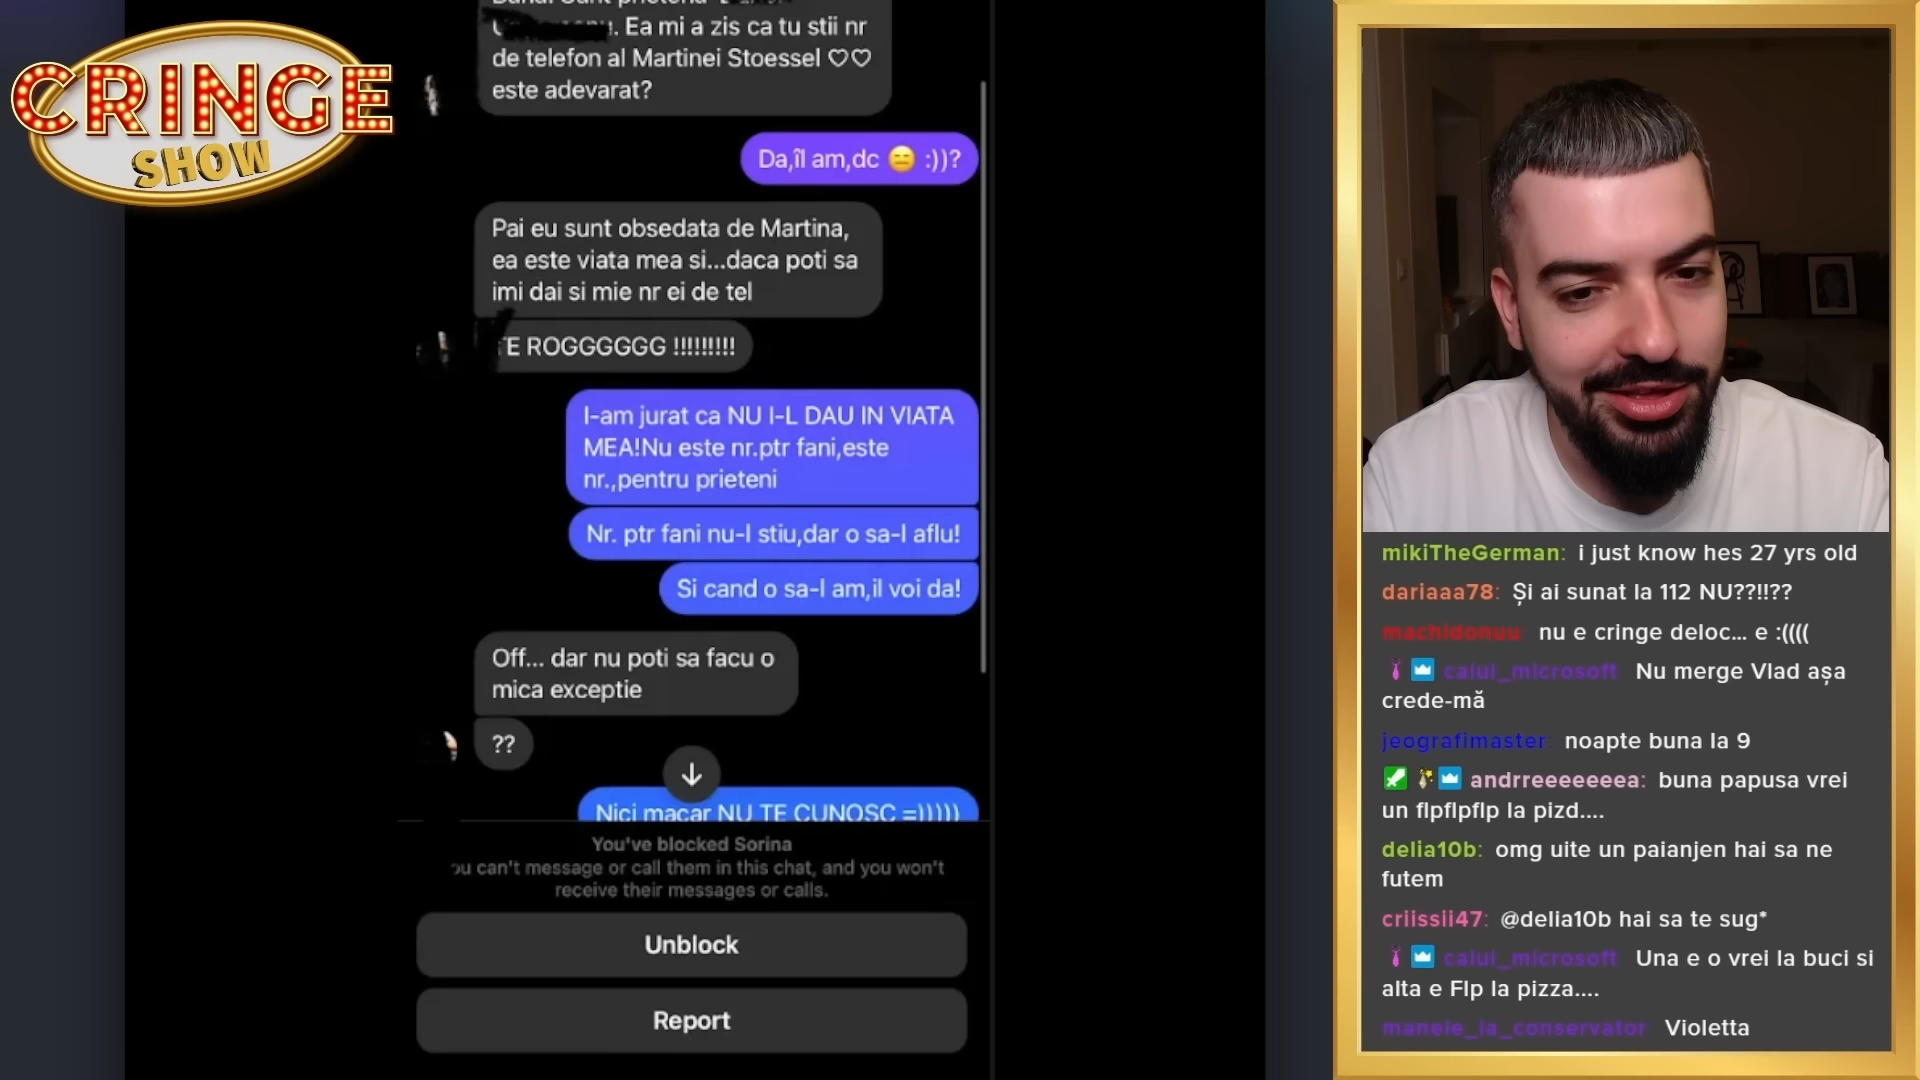 CRINGE
SHOW
. Ea mi a zis ca tu stii nr
de telefon al Martinei Stoessel ♡♡
este adevarat?
Da,îl am,dc 😑 :))?
Pai eu sunt obsedata de Martina,
ea este viata mea si...daca poti sa
imi dai si mie nr ei de tel
TE ROGGGGGG !!!!!!!!!
I-am jurat ca NU I-L DAU IN VIATA
MEA!Nu este nr.ptr fani,este
nr.,pentru prieteni
Nr. ptr fani nu-l stiu,dar o sa-l aflu!
Si cand o sa-l am,il voi da!
Off... dar nu poti sa facu o
mica exceptie
??
Nici macar NU TE CUNOSC =)))))
You've blocked Sorina
ou can't message or call them in this chat, and you won't
receive their messages or calls.
Unblock
Report
mikiTheGerman: i just know hes 27 yrs old
dariaaa78: Și ai sunat la 112 NU??!!??
machidonuu: nu e cringe deloc... e :((((
calul_microsoft Nu merge Vlad așa
crede-mă
jeografimaster: noapte buna la 9
andrreeeeeeea: buna papusa vrei
un flpflpflp la pizd....
delia10b: omg uite un paianjen hai sa ne
futem
criissii47: @delia10b hai sa te sug*
calul_microsoft Una e o vrei la buci si
alta e Flp la pizza....
manele_la_conservator Violetta